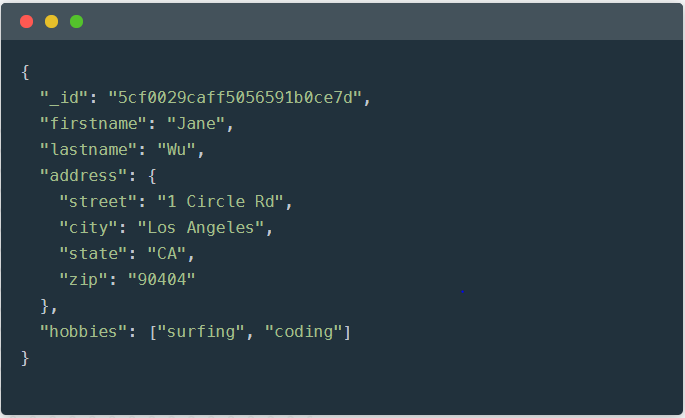 {
  "_id": "5cf0029caff5056591b0ce7d",
  "firstname": "Jane",
  "lastname": "Wu",
  "address": {
    "street": "1 Circle Rd",
    "city": "Los Angeles",
    "state": "CA",
    "zip": "90404"
  },
  "hobbies": ["surfing", "coding"]
}